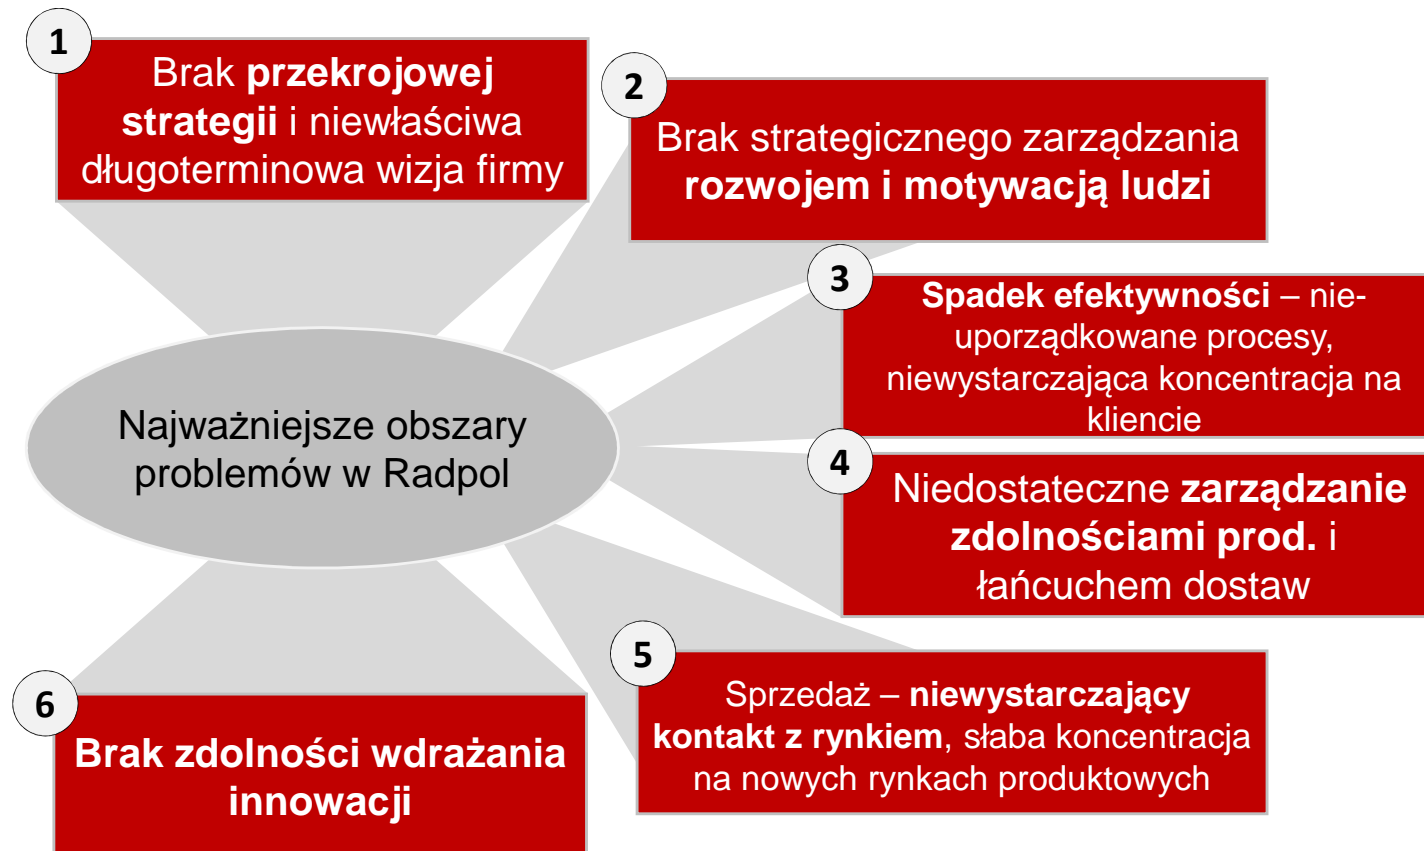 1
Brak przekrojowej
strategii i niewłaściwa
długoterminowa wizja firmy
2
Brak strategicznego zarządzania
rozwojem i motywacją ludzi
3
Spadek efektywności – nie-
uporządkowane procesy,
niewystarczająca koncentracja na
kliencie
Najważniejsze obszary
problemów w Radpol
4
Niedostateczne zarządzanie
zdolnościami prod. i
łańcuchem dostaw
5
Sprzedaż – niewystarczający
kontakt z rynkiem, słaba koncentracja
na nowych rynkach produktowych
6
Brak zdolności wdrażania
innowacji